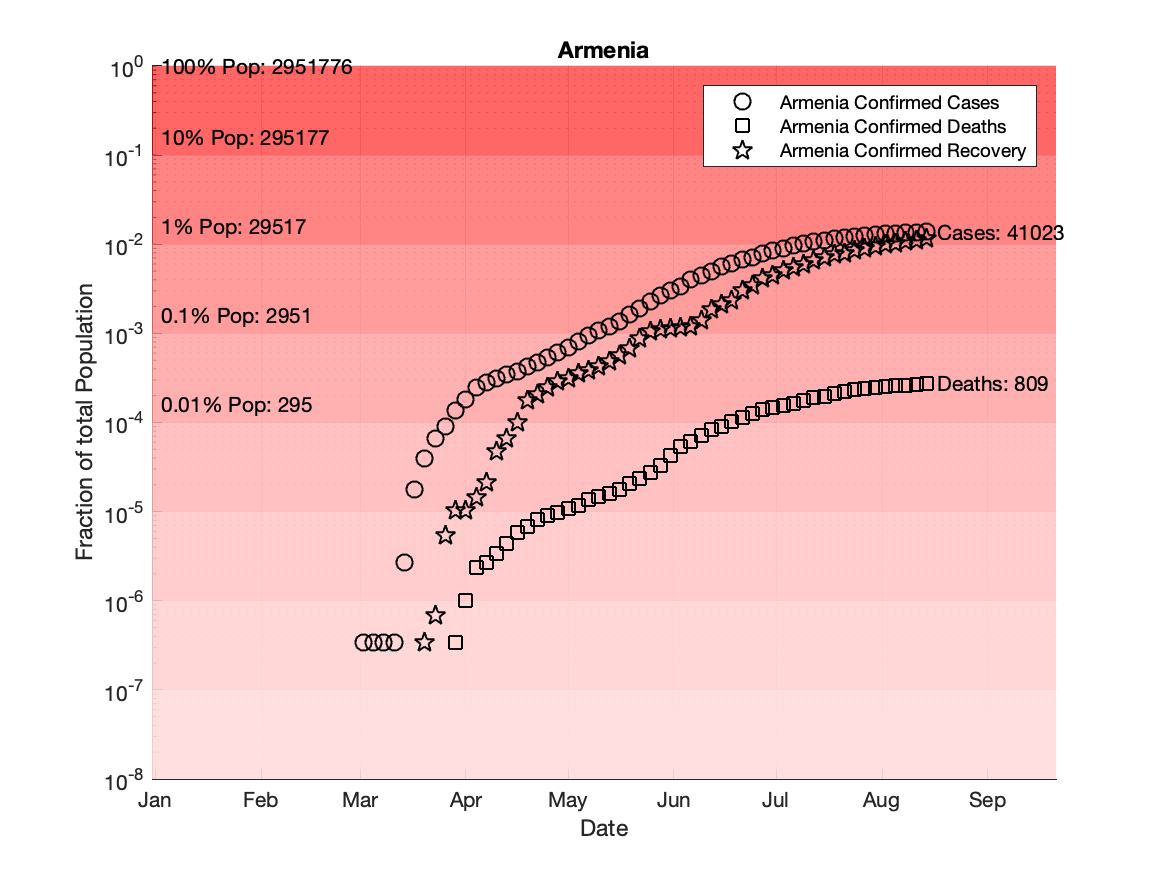 Armenia
10^0
10^-1
10^-2
10^-3
10^-4
10^-5
10^-6
10^-7
10^-8
Fraction of total Population
100% Pop: 2951776
10% Pop: 295177
1% Pop: 29517
0.1% Pop: 2951
0.01% Pop: 295
Armenia Confirmed Cases
Armenia Confirmed Deaths
Armenia Confirmed Recovery
Cases: 41023
Deaths: 809
Jan Feb Mar Apr May Jun Jul Aug Sep
Date